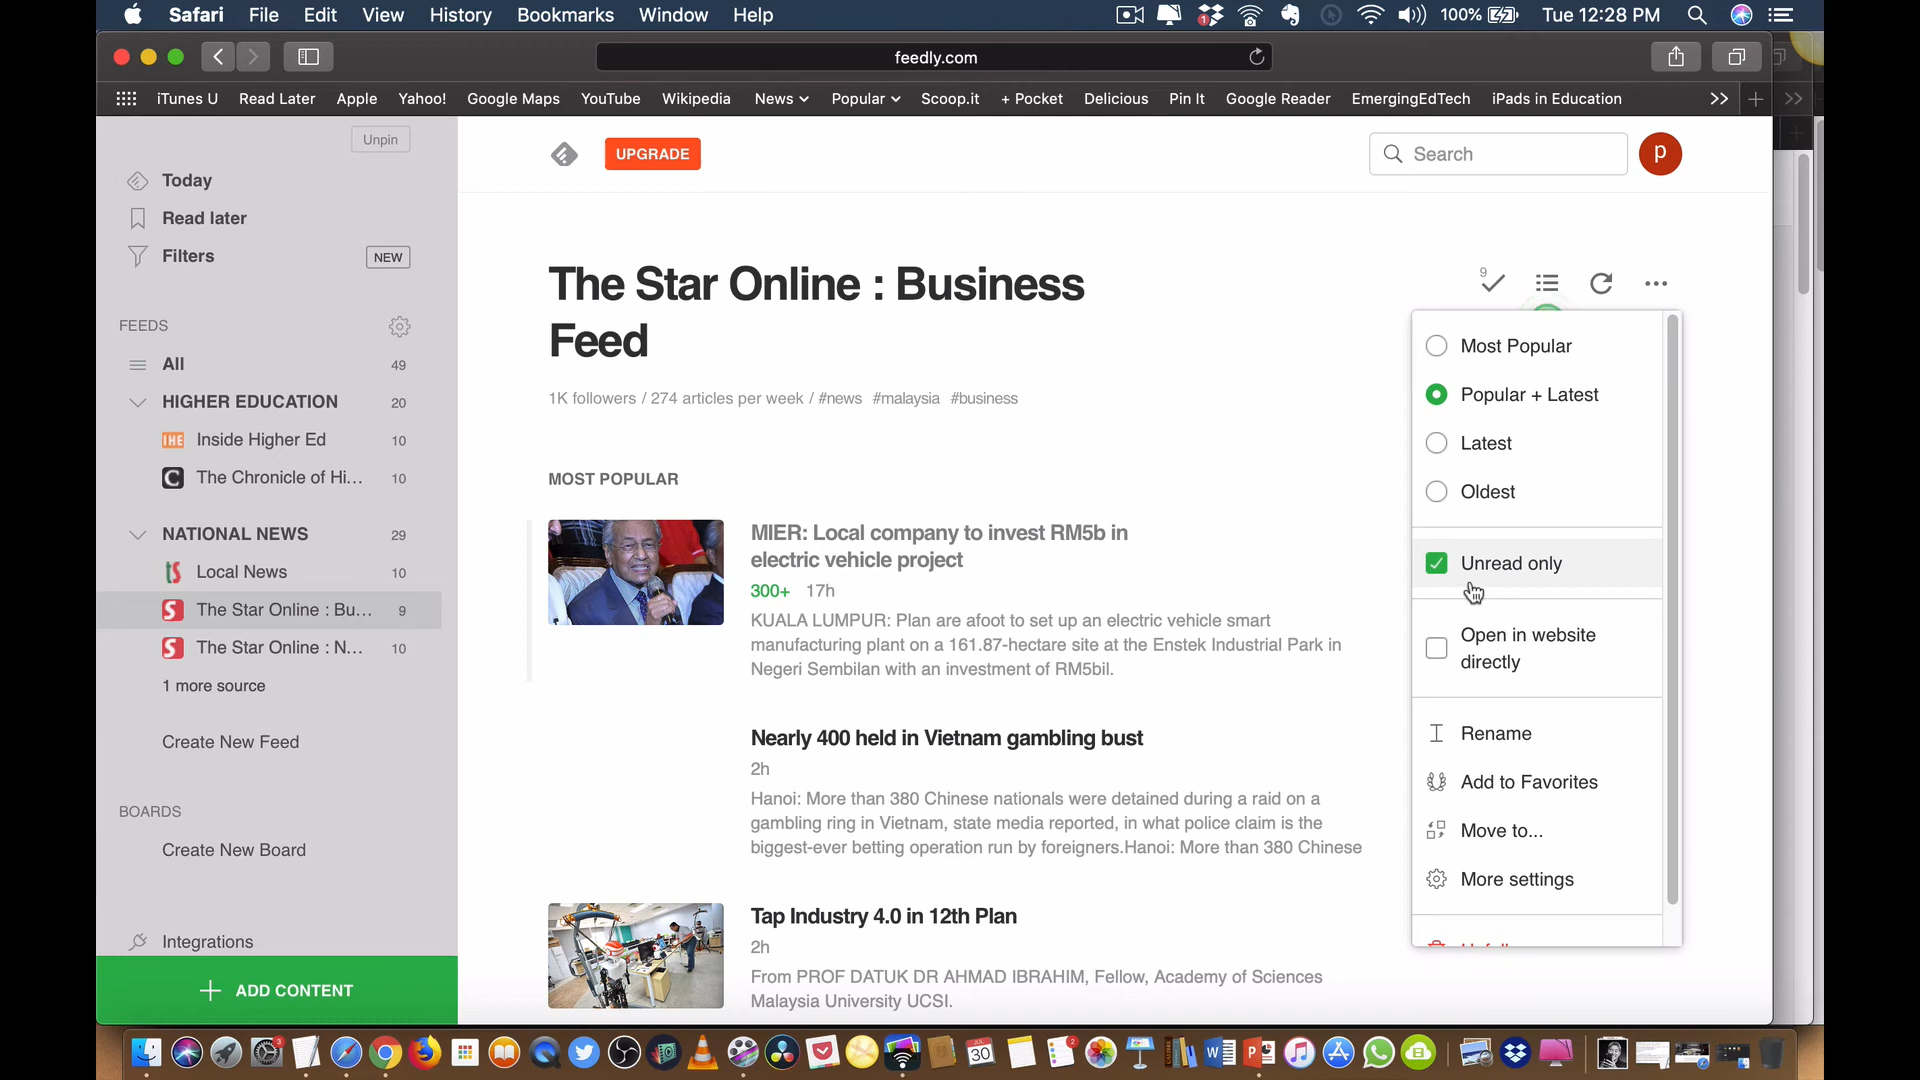 Safari File Edit View History Bookmarks Window Help 1 100% Tue 12:28 PM
feedly.com
iTunes U Read Later Apple Yahoo! Google Maps YouTube Wikipedia News Popular Scoop.it + Pocket Delicious Pin It Google Reader EmergingEdTech iPads in Education
Unpin
Today
Read later
Filters NEW
FEEDS
All 49
HIGHER EDUCATION 20
IHE Inside Higher Ed 10
C The Chronicle of Hi... 10
NATIONAL NEWS 29
ts Local News 10
S The Star Online : Bu... 9
S The Star Online : N... 10
1 more source
Create New Feed
BOARDS
Create New Board
Integrations
+ ADD CONTENT
UPGRADE
Search
p
The Star Online : Business
Feed
9
1K followers / 274 articles per week / #news #malaysia #business
MOST POPULAR
MIER: Local company to invest RM5b in
electric vehicle project
300+ 17h
KUALA LUMPUR: Plan are afoot to set up an electric vehicle smart
manufacturing plant on a 161.87-hectare site at the Enstek Industrial Park in
Negeri Sembilan with an investment of RM5bil.
Nearly 400 held in Vietnam gambling bust
2h
Hanoi: More than 380 Chinese nationals were detained during a raid on a
gambling ring in Vietnam, state media reported, in what police claim is the
biggest-ever betting operation run by foreigners.Hanoi: More than 380 Chinese
Tap Industry 4.0 in 12th Plan
2h
From PROF DATUK DR AHMAD IBRAHIM, Fellow, Academy of Sciences
Malaysia University UCSI.
Most Popular
Popular + Latest
Latest
Oldest
Unread only
Open in website
directly
Rename
Add to Favorites
Move to...
More settings
3 30 2